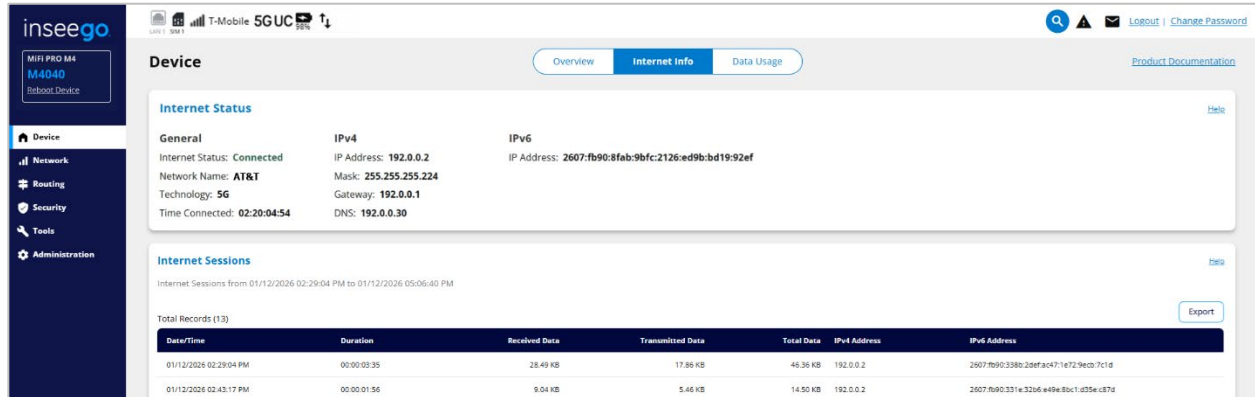 inseego
LAN 1 SIM 1 T-Mobile 5G UC 98%
Logout | Change Password
MiFi PRO M4
M4040
Reboot Device
Device
Network
Routing
Security
Tools
Administration
Device
Overview Internet Info Data Usage
Product Documentation
Internet Status Help
General IPv4 IPv6
Internet Status: Connected IP Address: 192.0.0.2 IP Address: 2607:fb90:8fab:9bfc:2126:ed9b:bd19:92ef
Network Name: AT&T Mask: 255.255.255.224
Technology: 5G Gateway: 192.0.0.1
Time Connected: 02:20:04:54 DNS: 192.0.0.30
Internet Sessions Help
Internet Sessions from 01/12/2026 02:29:04 PM to 01/12/2026 05:06:40 PM
Total Records (13) Export
Date/Time Duration Received Data Transmitted Data Total Data IPv4 Address IPv6 Address
01/12/2026 02:29:04 PM 00:00:03:35 28.49 KB 17.86 KB 46.36 KB 192.0.0.2 2607:fb90:338b:2def:ac47:1e72:9ecb:7c1d
01/12/2026 02:43:17 PM 00:00:01:56 9.04 KB 5.46 KB 14.50 KB 192.0.0.2 2607:fb90:331e:32b6:e49e:8bc1:d35e:c87d